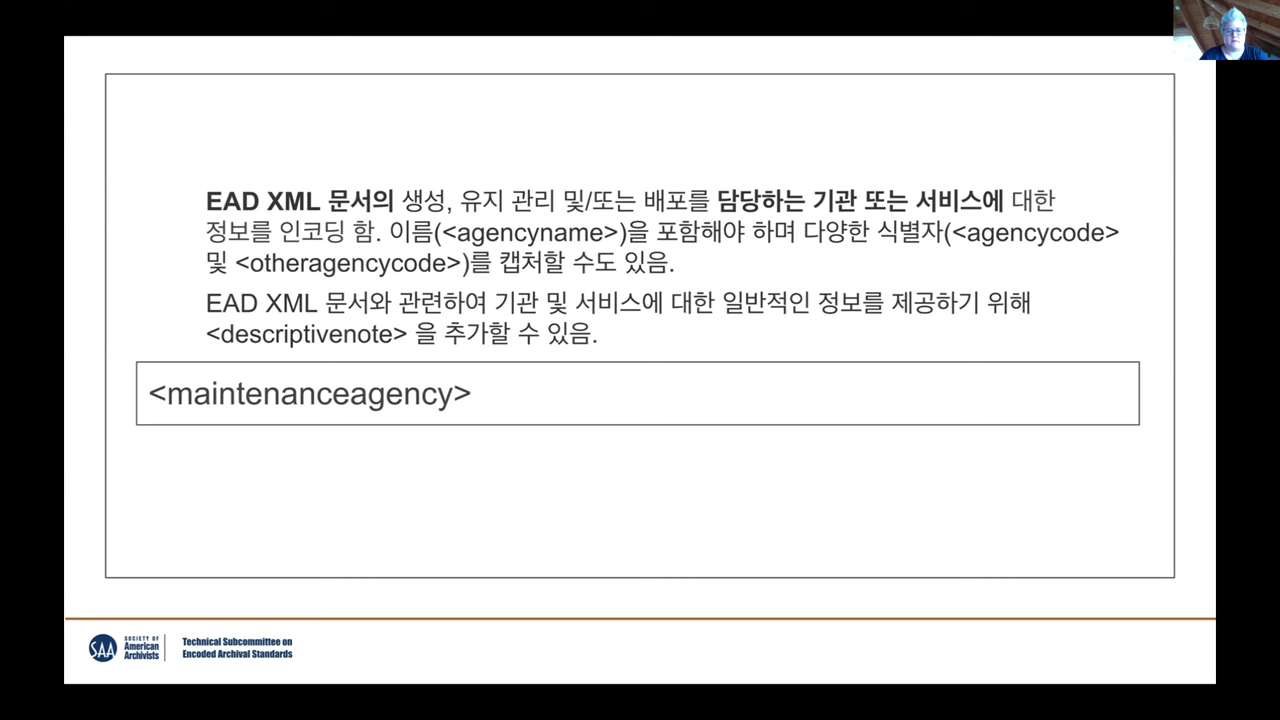 EAD XML 문서의 생성, 유지 관리 및/또는 배포를 담당하는 기관 또는 서비스에 대한
정보를 인코딩 함. 이름(<agencyname>)을 포함해야 하며 다양한 식별자(<agencycode>
및 <otheragencycode>)를 캡처할 수도 있음.
EAD XML 문서와 관련하여 기관 및 서비스에 대한 일반적인 정보를 제공하기 위해
<descriptivenote> 을 추가할 수 있음.
<maintenanceagency>
SAA
SOCIETY OF
American
Archivists
Technical Subcommittee on
Encoded Archival Standards